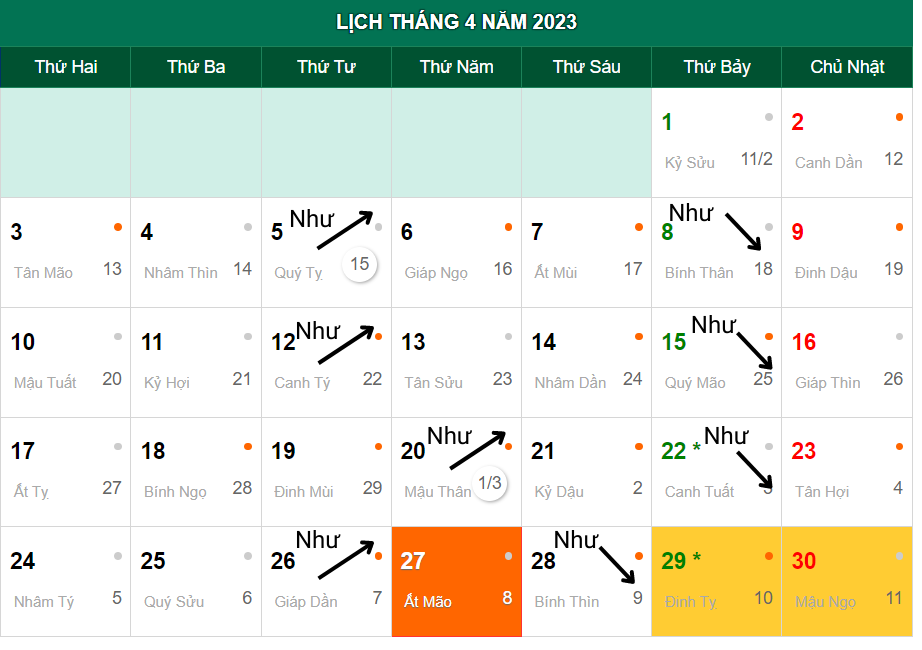 LỊCH THÁNG 4 NĂM 2023
Thứ Hai Thứ Ba Thứ Tư Thứ Năm Thứ Sáu Thứ Bảy Chủ Nhật
1 2
Kỷ Sửu 11/2 Canh Dần 12
3 4 5 Như 6 7 Như 8 9
Tân Mão 13 Nhâm Thìn 14 Quý Tỵ 15 Giáp Ngọ 16 Ất Mùi 17 Bính Thân 18 Đinh Dậu 19
10 11 12 Như 13 14 15 Như 16
Mậu Tuất 20 Kỷ Hợi 21 Canh Tý 22 Tân Sửu 23 Nhâm Dần 24 Quý Mão 25 Giáp Thìn 26
17 18 19 20 Như 21 22 * Như 23
Ất Tỵ 27 Bính Ngọ 28 Đinh Mùi 29 Mậu Thân 1/3 Kỷ Dậu 2 Canh Tuất 3 Tân Hợi 4
24 25 26 Như 27 28 Như 29 * 30
Nhâm Tý 5 Quý Sửu 6 Giáp Dần 7 Ất Mão 8 Bính Thìn 9 Đinh Tỵ 10 Mậu Ngọ 11